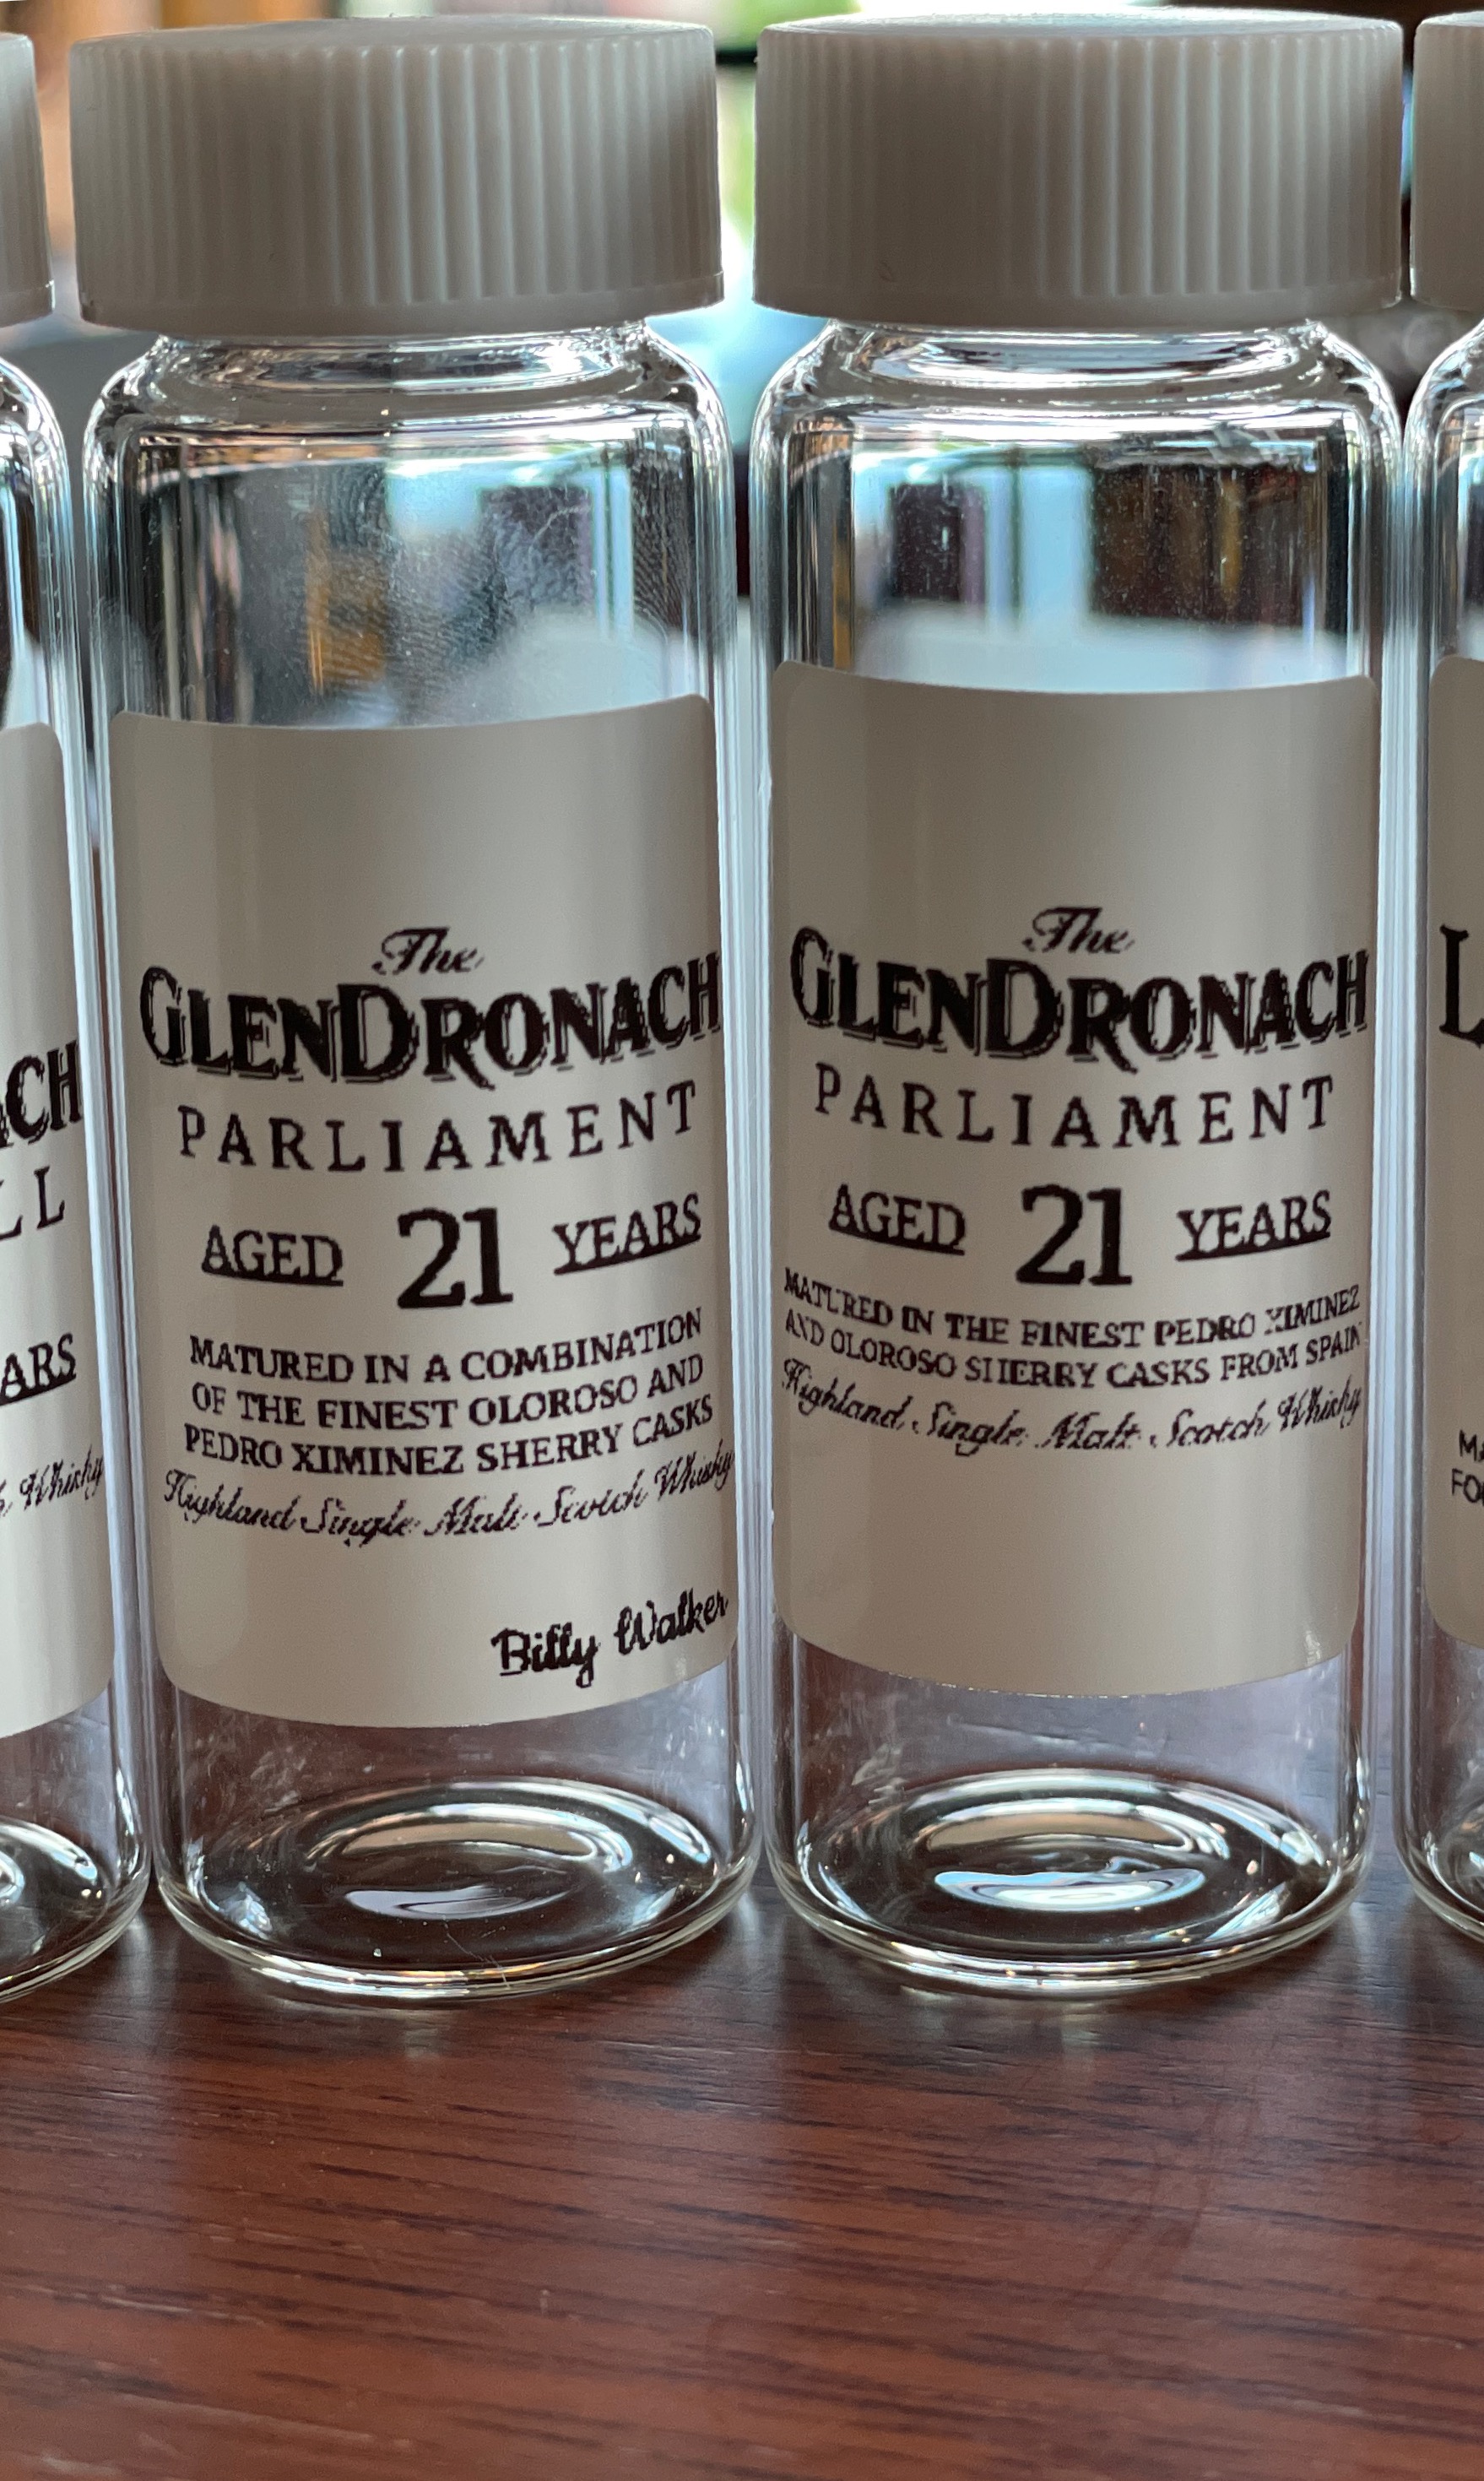 The
GLENDRONACH
PARLIAMENT
AGED 21 YEARS
MATURED IN A COMBINATION
OF THE FINEST OLOROSO AND
PEDRO XIMINEZ SHERRY CASKS
Highland Single Malt Scotch Whisky
Billy Walker
The
GLENDRONACH
PARLIAMENT
AGED 21 YEARS
MATURED IN THE FINEST PEDRO XIMINEZ
AND OLOROSO SHERRY CASKS FROM SPAIN
Highland Single Malt Scotch Whisky